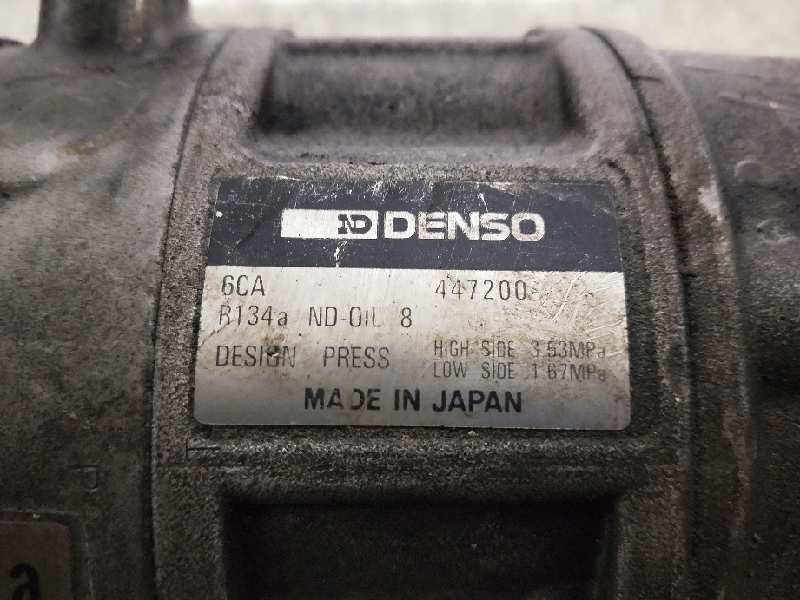 ND DENSO
6CA 447200
R134a ND-OIL 8
DESIGN PRESS HIGH SIDE 3.53MPa
LOW SIDE 1.67MPa
MADE IN JAPAN
a